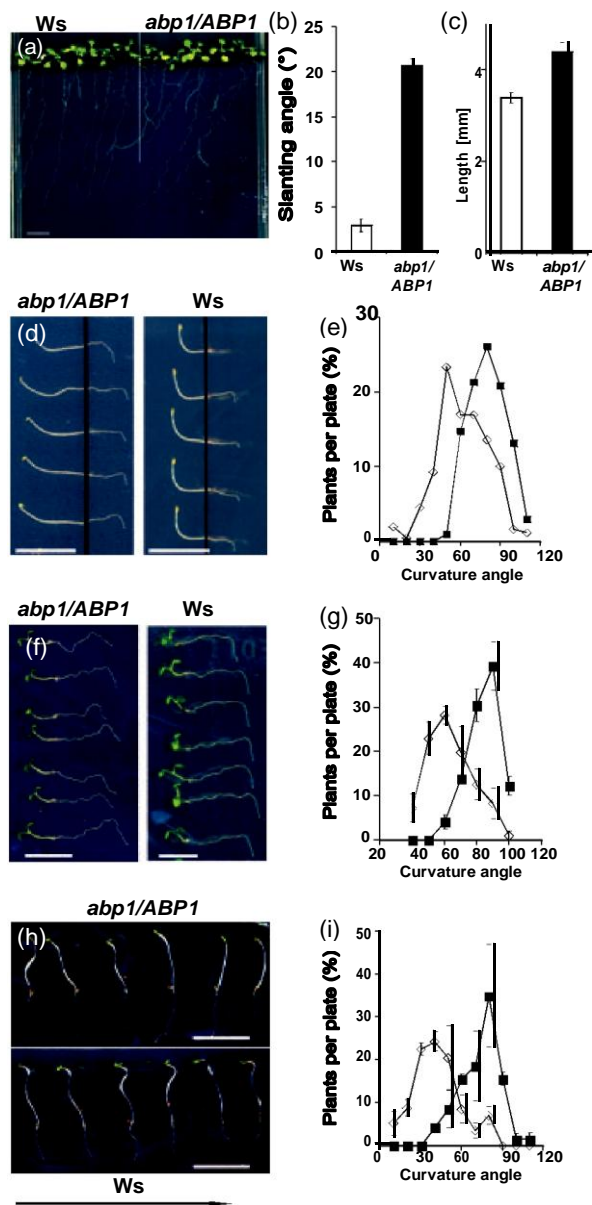 Ws abp1/ABP1
(a)
(b)
Slanting angle (°)
25
20
15
10
5
0
Ws abp1/
ABP1
(c)
Length [mm]
4
2
0
Ws abp1/
ABP1
abp1/ABP1 Ws
(d)
(e)
Plants per plate (%)
30
20
10
0
0 30 60 90 120
Curvature angle
abp1/ABP1 Ws
(f)
(g)
Plants per plate (%)
50
40
30
20
10
0
20 40 60 80 100 120
Curvature angle
abp1/ABP1
(h)
Ws
(i)
Plants per plate (%)
50
40
30
20
10
0
0 30 60 90 120
Curvature angle